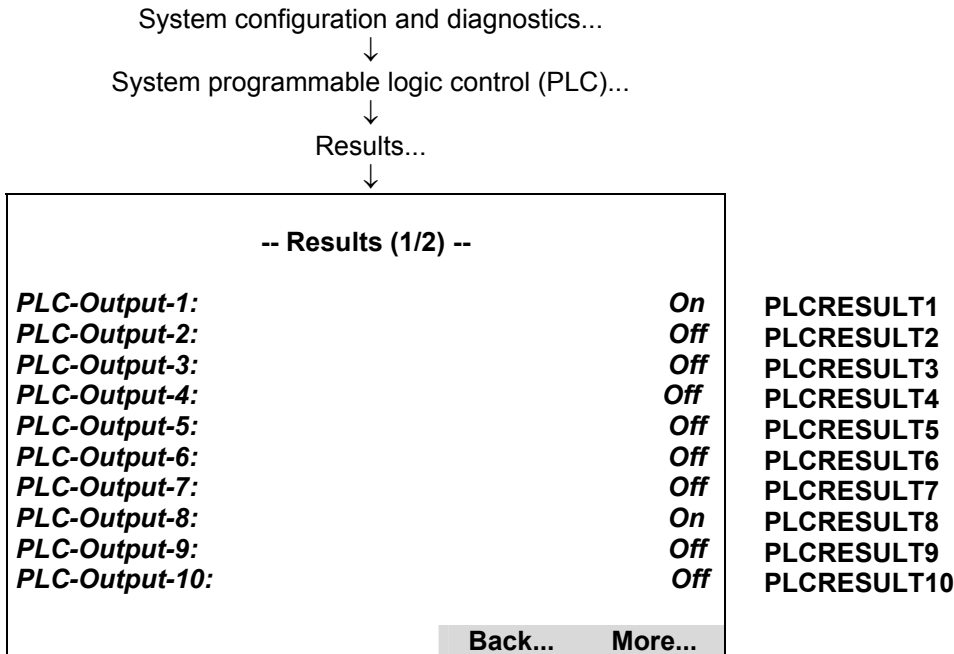 System configuration and diagnostics...
↓
System programmable logic control (PLC)...
↓
Results...
↓
-- Results (1/2) --
PLC-Output-1: On PLCRESULT1
PLC-Output-2: Off PLCRESULT2
PLC-Output-3: Off PLCRESULT3
PLC-Output-4: Off PLCRESULT4
PLC-Output-5: Off PLCRESULT5
PLC-Output-6: Off PLCRESULT6
PLC-Output-7: Off PLCRESULT7
PLC-Output-8: On PLCRESULT8
PLC-Output-9: Off PLCRESULT9
PLC-Output-10: Off PLCRESULT10
Back... More...